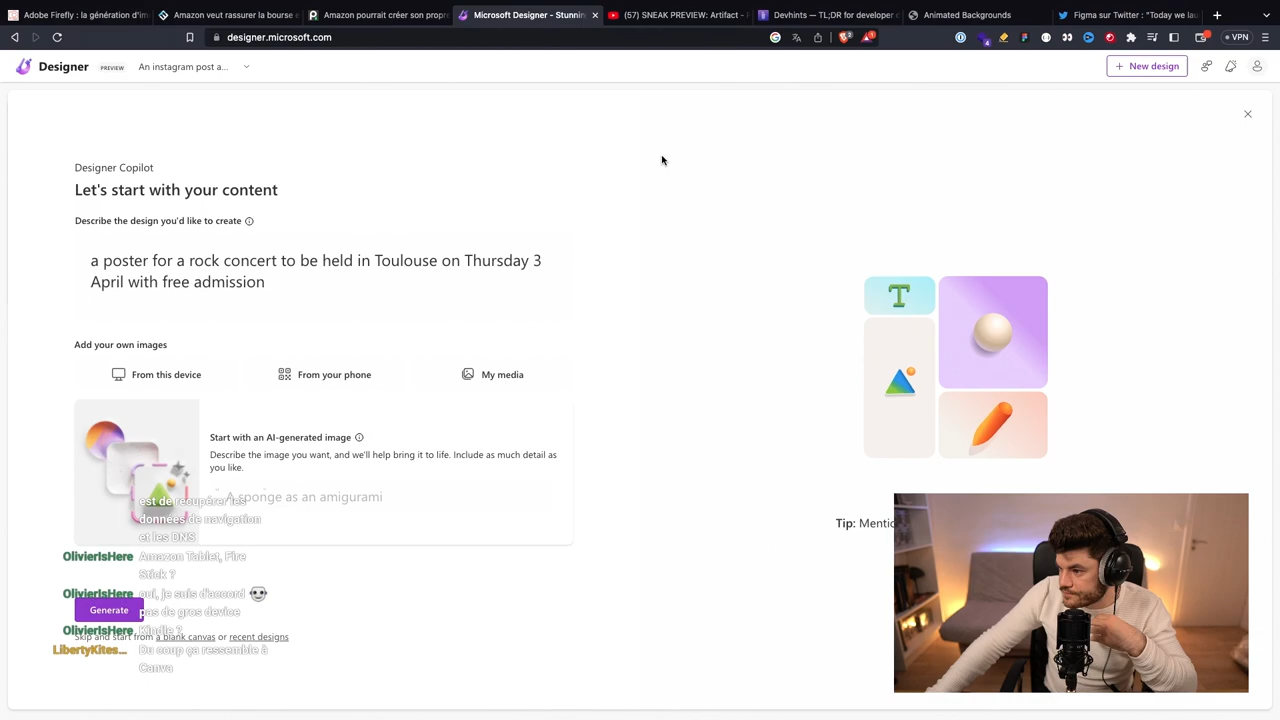 Adobe Firefly : la génération d'im
Amazon veut rassurer la bourse e
Amazon pourrait créer son propr
Microsoft Designer - Stunnin
(57) SNEAK PREVIEW: Artifact - F
Devhints — TL;DR for developer d
Animated Backgrounds
Figma sur Twitter : "Today we lau
designer.microsoft.com
VPN
Designer
PREVIEW
An instagram post a...
New design
Designer Copilot
Let's start with your content
Describe the design you'd like to create
a poster for a rock concert to be held in Toulouse on Thursday 3
April with free admission
Add your own images
From this device
From your phone
My media
Start with an AI-generated image
Describe the image you want, and we'll help bring it to life. Include as much detail as
you like.
A sponge as an amigurami
est de récupérer les
données de navigation
et les DNS
OlivierIsHere Amazon Tablet, Fire
Stick ?
OlivierIsHere oui, je suis d'accord
pas de gros device
Generate
OlivierIsHere Kindle ?
Skip and start from a blank canvas or recent designs
LibertyKites... Du coup ça ressemble à
Canva
Tip: Mentio